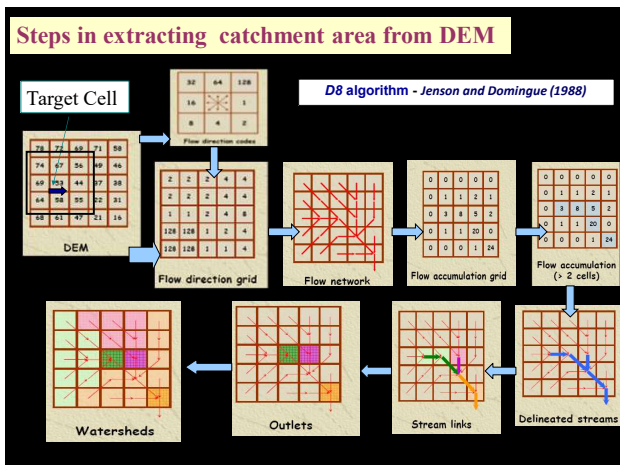 Steps in extracting catchment area from DEM
D8 algorithm - Jenson and Domingue (1988)
Target Cell
32 64 128
16 1
8 4 2
Flow direction codes
78 72 69 71 58
74 67 56 49 46
69 53 44 37 38
64 58 55 22 31
68 61 47 21 16
DEM
2 2 2 4 4
2 2 2 4 4
1 1 2 4 8
128 128 1 2 4
128 128 1 1 4
Flow direction grid
Flow network
0 0 0 0 0
0 1 1 2 1
0 3 8 5 2
0 1 1 20 0
0 0 0 1 24
Flow accumulation grid
0 0 0 0 0
0 1 1 2 1
0 3 8 5 2
0 1 1 20 0
0 0 0 1 24
Flow accumulation
(> 2 cells)
Watersheds
Outlets
Stream links
Delineated streams